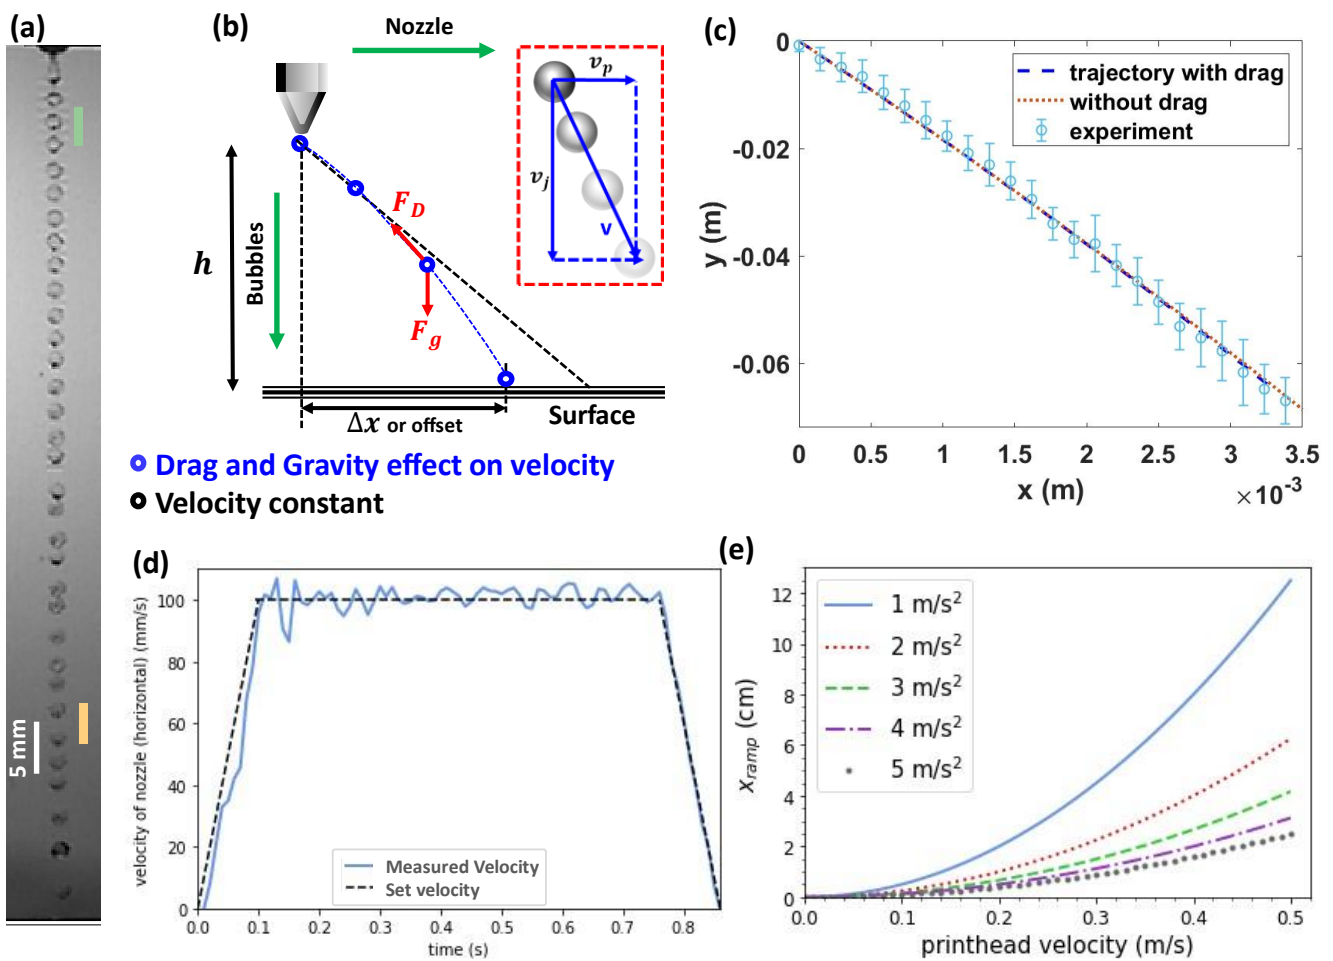 (a)
5 mm
(b)
Nozzle
h
Bubbles
F_D
F_g
v_p
v_j
v
Surface
Δx or offset
Drag and Gravity effect on velocity
Velocity constant
(c)
trajectory with drag
without drag
experiment
0
-0.02
-0.04
-0.06
y (m)
0 0.5 1 1.5 2 2.5 3 3.5
x (m)
×10⁻³
(d)
velocity of nozzle (horizontal) (mm/s)
100
80
60
40
20
0
Measured Velocity
Set velocity
0.0 0.1 0.2 0.3 0.4 0.5 0.6 0.7 0.8
time (s)
(e)
1 m/s²
2 m/s²
3 m/s²
4 m/s²
5 m/s²
x_ramp (cm)
12
10
8
6
4
2
0
0.0 0.1 0.2 0.3 0.4 0.5
printhead velocity (m/s)